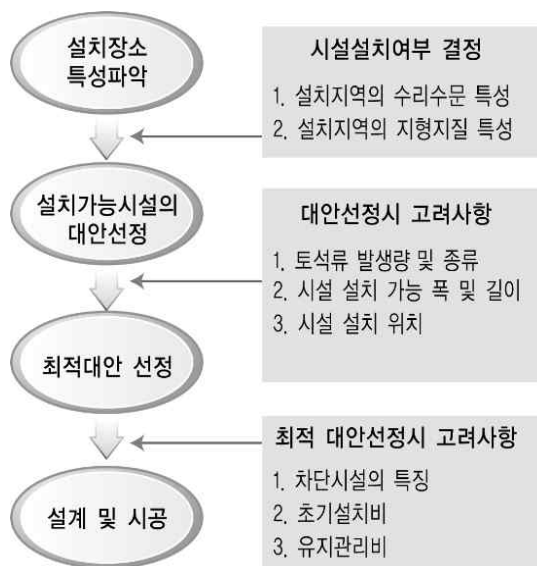 설치장소
특성파악
시설설치여부 결정
1. 설치지역의 수리수문 특성
2. 설치지역의 지형지질 특성
설치가능시설의
대안선정
대안선정시 고려사항
1. 토석류 발생량 및 종류
2. 시설 설치 가능 폭 및 길이
3. 시설 설치 위치
최적대안 선정
최적 대안선정시 고려사항
1. 차단시설의 특징
2. 초기설치비
3. 유지관리비
설계 및 시공